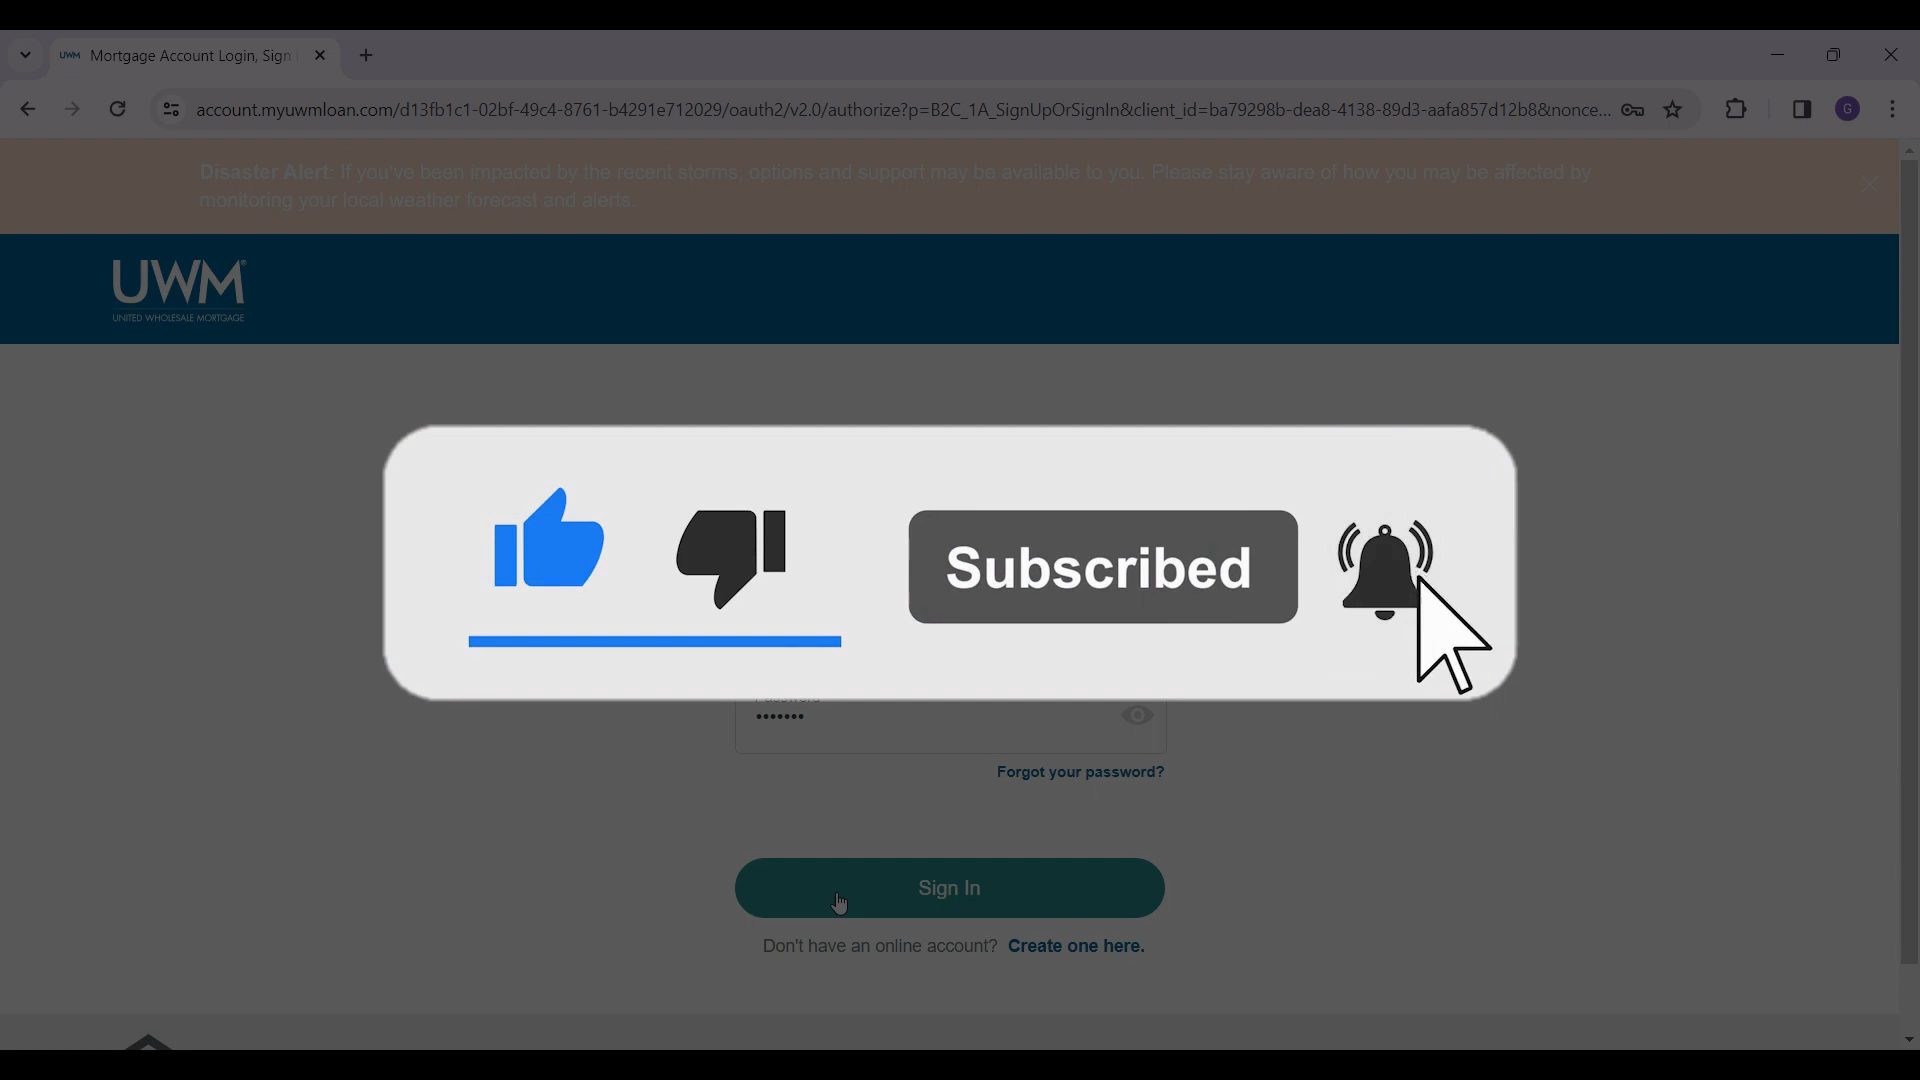 UWM Mortgage Account Login, Sign
account.myuwmloan.com/d13fb1c1-02bf-49c4-8761-b4291e712029/oauth2/v2.0/authorize?p=B2C_1A_SignUpOrSignIn&client_id=ba79298b-dea8-4138-89d3-aafa857d12b8&nonce...
G
Disaster Alert: If you've been impacted by the recent storms, options and support may be available to you. Please stay aware of how you may be affected by
monitoring your local weather forecast and alerts.
UWM
UNITED WHOLESALE MORTGAGE
Subscribed
Password
Forgot your password?
Sign In
Don't have an online account? Create one here.